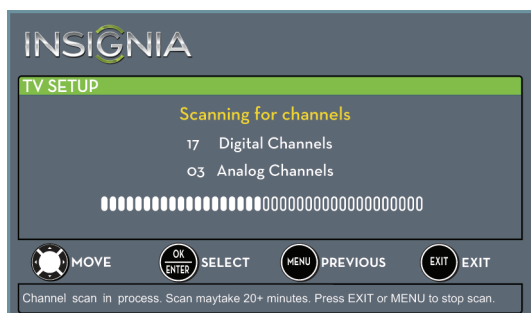 INSIGNIA
TV SETUP
Scanning for channels
17 Digital Channels
03 Analog Channels
MOVE OK ENTER SELECT MENU PREVIOUS EXIT EXIT
Channel scan in process. Scan maytake 20+ minutes. Press EXIT or MENU to stop scan.